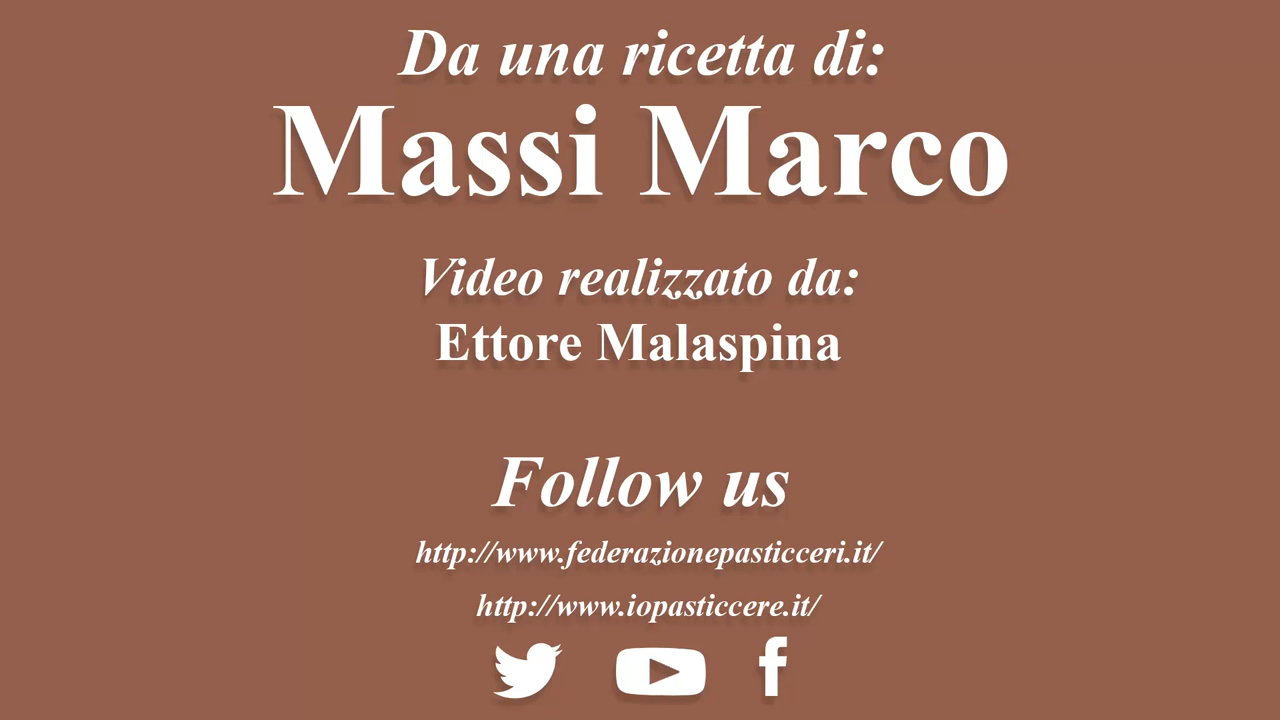 Da una ricetta di:
Massi Marco
Video realizzato da:
Ettore Malaspina
Follow us
http://www.federazionepasticceri.it/
http://www.iopasticcere.it/